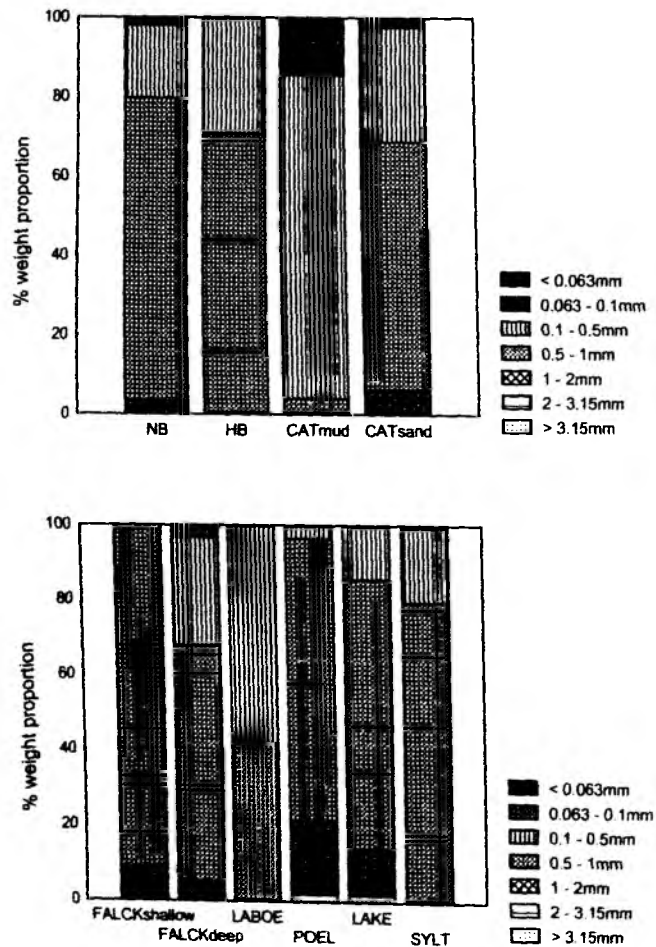 % weight proportion
100
80
60
40
20
0
NB HB CATmud CATsand
< 0.063mm
0.063 - 0.1mm
0.1 - 0.5mm
0.5 - 1mm
1 - 2mm
2 - 3.15mm
> 3.15mm
% weight proportion
100
80
60
40
20
0
FALCKshallow LABOE LAKE
FALCKdeep POEL SYLT
< 0.063mm
0.063 - 0.1mm
0.1 - 0.5mm
0.5 - 1mm
1 - 2mm
2 - 3.15mm
> 3.15mm